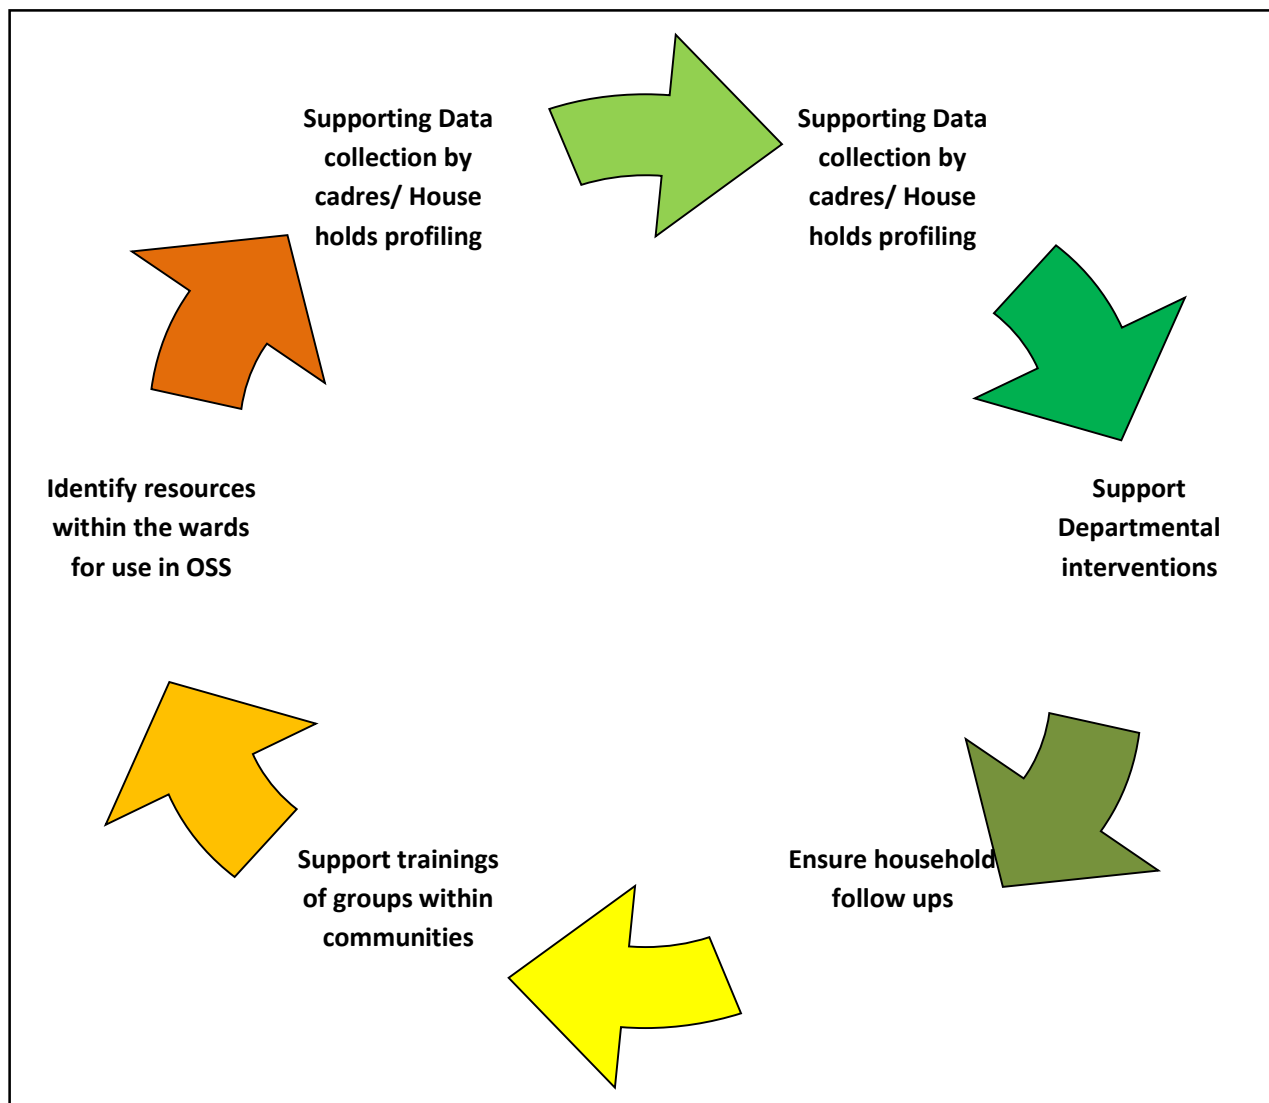 Supporting Data
collection by
cadres/ House
holds profiling
Supporting Data
collection by
cadres/ House
holds profiling
Support
Departmental
interventions
Ensure household
follow ups
Support trainings
of groups within
communities
Identify resources
within the wards
for use in OSS